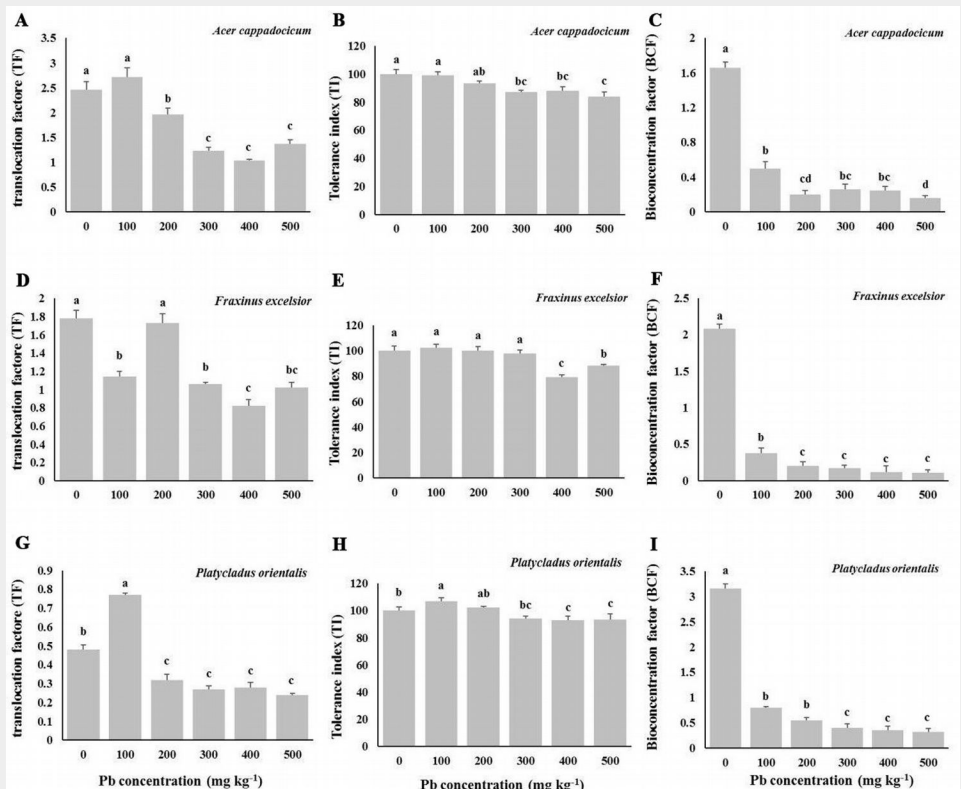 A
Acer cappadocicum
translocation factore (TF)
3.5
3
2.5
2
1.5
1
0.5
0
a
a
b
c
c
c
0 100 200 300 400 500
B
Acer cappadocicum
Tolerance index (TI)
120
100
80
60
40
20
0
a
a
ab
bc
bc
c
0 100 200 300 400 500
C
Acer cappadocicum
Bioconcentration factor (BCF)
2
1.6
1.2
0.8
0.4
0
a
b
cd
bc
bc
d
0 100 200 300 400 500
D
Fraxinus excelsior
translocation factore (TF)
2
1.8
1.6
1.4
1.2
1
0.8
0.6
0.4
0.2
0
a
b
a
b
c
bc
0 100 200 300 400 500
E
Fraxinus excelsior
Tolerance index (TI)
120
100
80
60
40
20
0
a
a
a
a
c
b
0 100 200 300 400 500
F
Fraxinus excelsior
Bioconcentration factor (BCF)
2.5
2
1.5
1
0.5
0
a
b
c
c
c
c
0 100 200 300 400 500
G
Platycladus orientalis
translocation factore (TF)
0.9
0.8
0.7
0.6
0.5
0.4
0.3
0.2
0.1
0
b
a
c
c
c
c
0 100 200 300 400 500
Pb concentration (mg kg⁻¹)
H
Platycladus orientalis
Tolerance index (TI)
120
100
80
60
40
20
0
b
a
ab
bc
c
c
0 100 200 300 400 500
Pb concentration (mg kg⁻¹)
I
Platycladus orientalis
Bioconcentration factor (BCF)
3.5
3
2.5
2
1.5
1
0.5
0
a
b
b
c
c
c
0 100 200 300 400 500
Pb concentration (mg kg⁻¹)